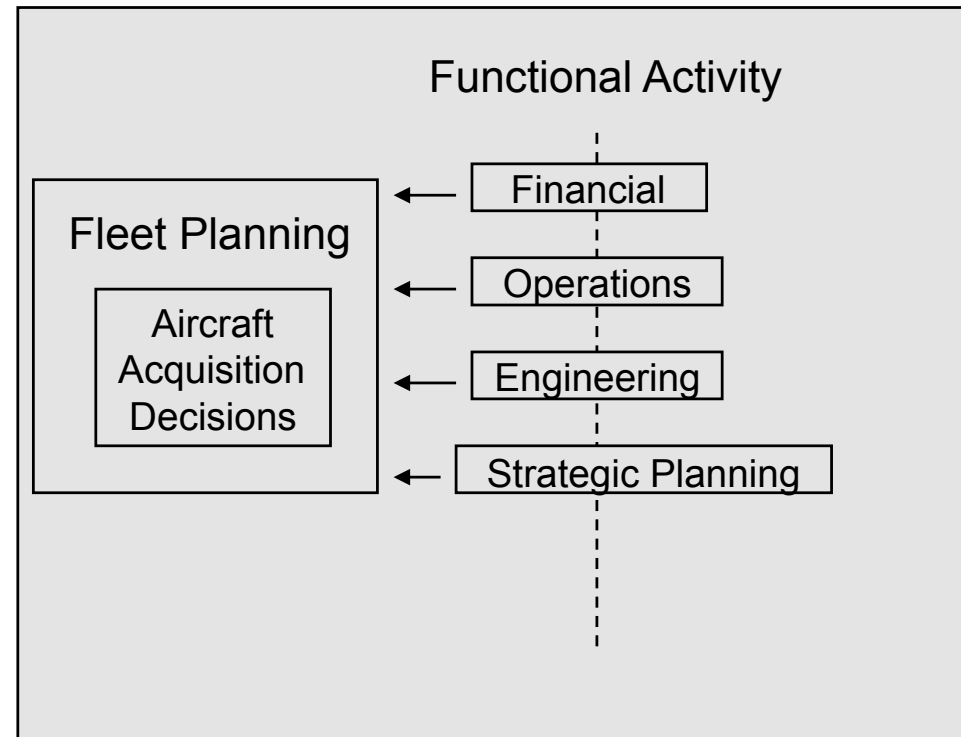 Functional Activity
Financial
Fleet Planning
Operations
Aircraft
Acquisition
Decisions
Engineering
Strategic Planning